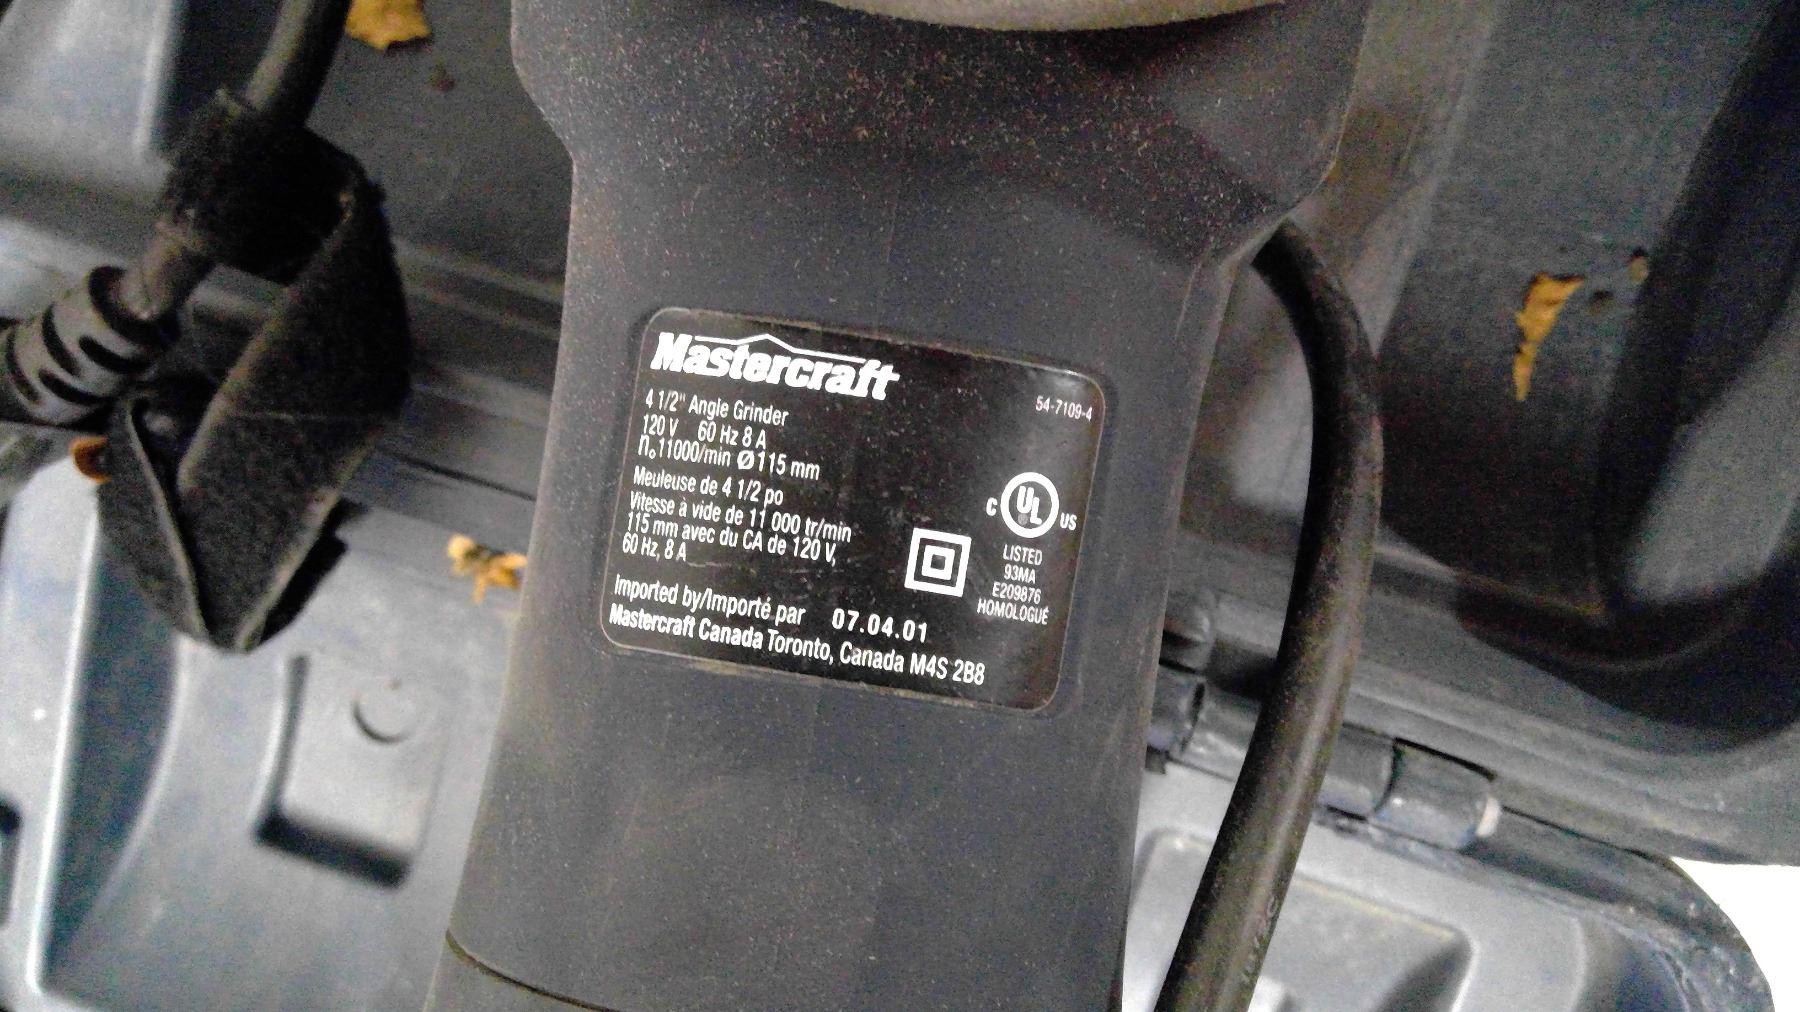 Mastercraft
54-7109-4
4 1/2" Angle Grinder
120 V 60 Hz 8 A
n₀11000/min Ø115 mm
Meuleuse de 4 1/2 po
Vitesse à vide de 11 000 tr/min
115 mm avec du CA de 120 V,
60 Hz, 8 A
C UL US
LISTED
93MA
E209876
HOMOLOGUÉ
Imported by/Importé par 07.04.01
Mastercraft Canada Toronto, Canada M4S 2B8